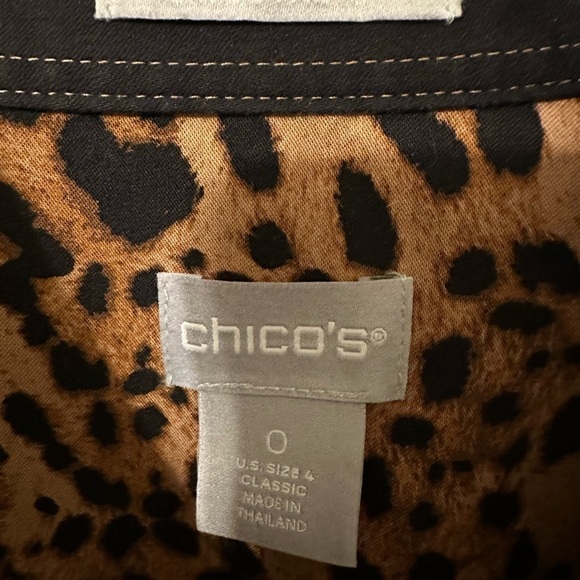 chico's®
0
U.S. SIZE 4
CLASSIC
MADE IN
THAILAND